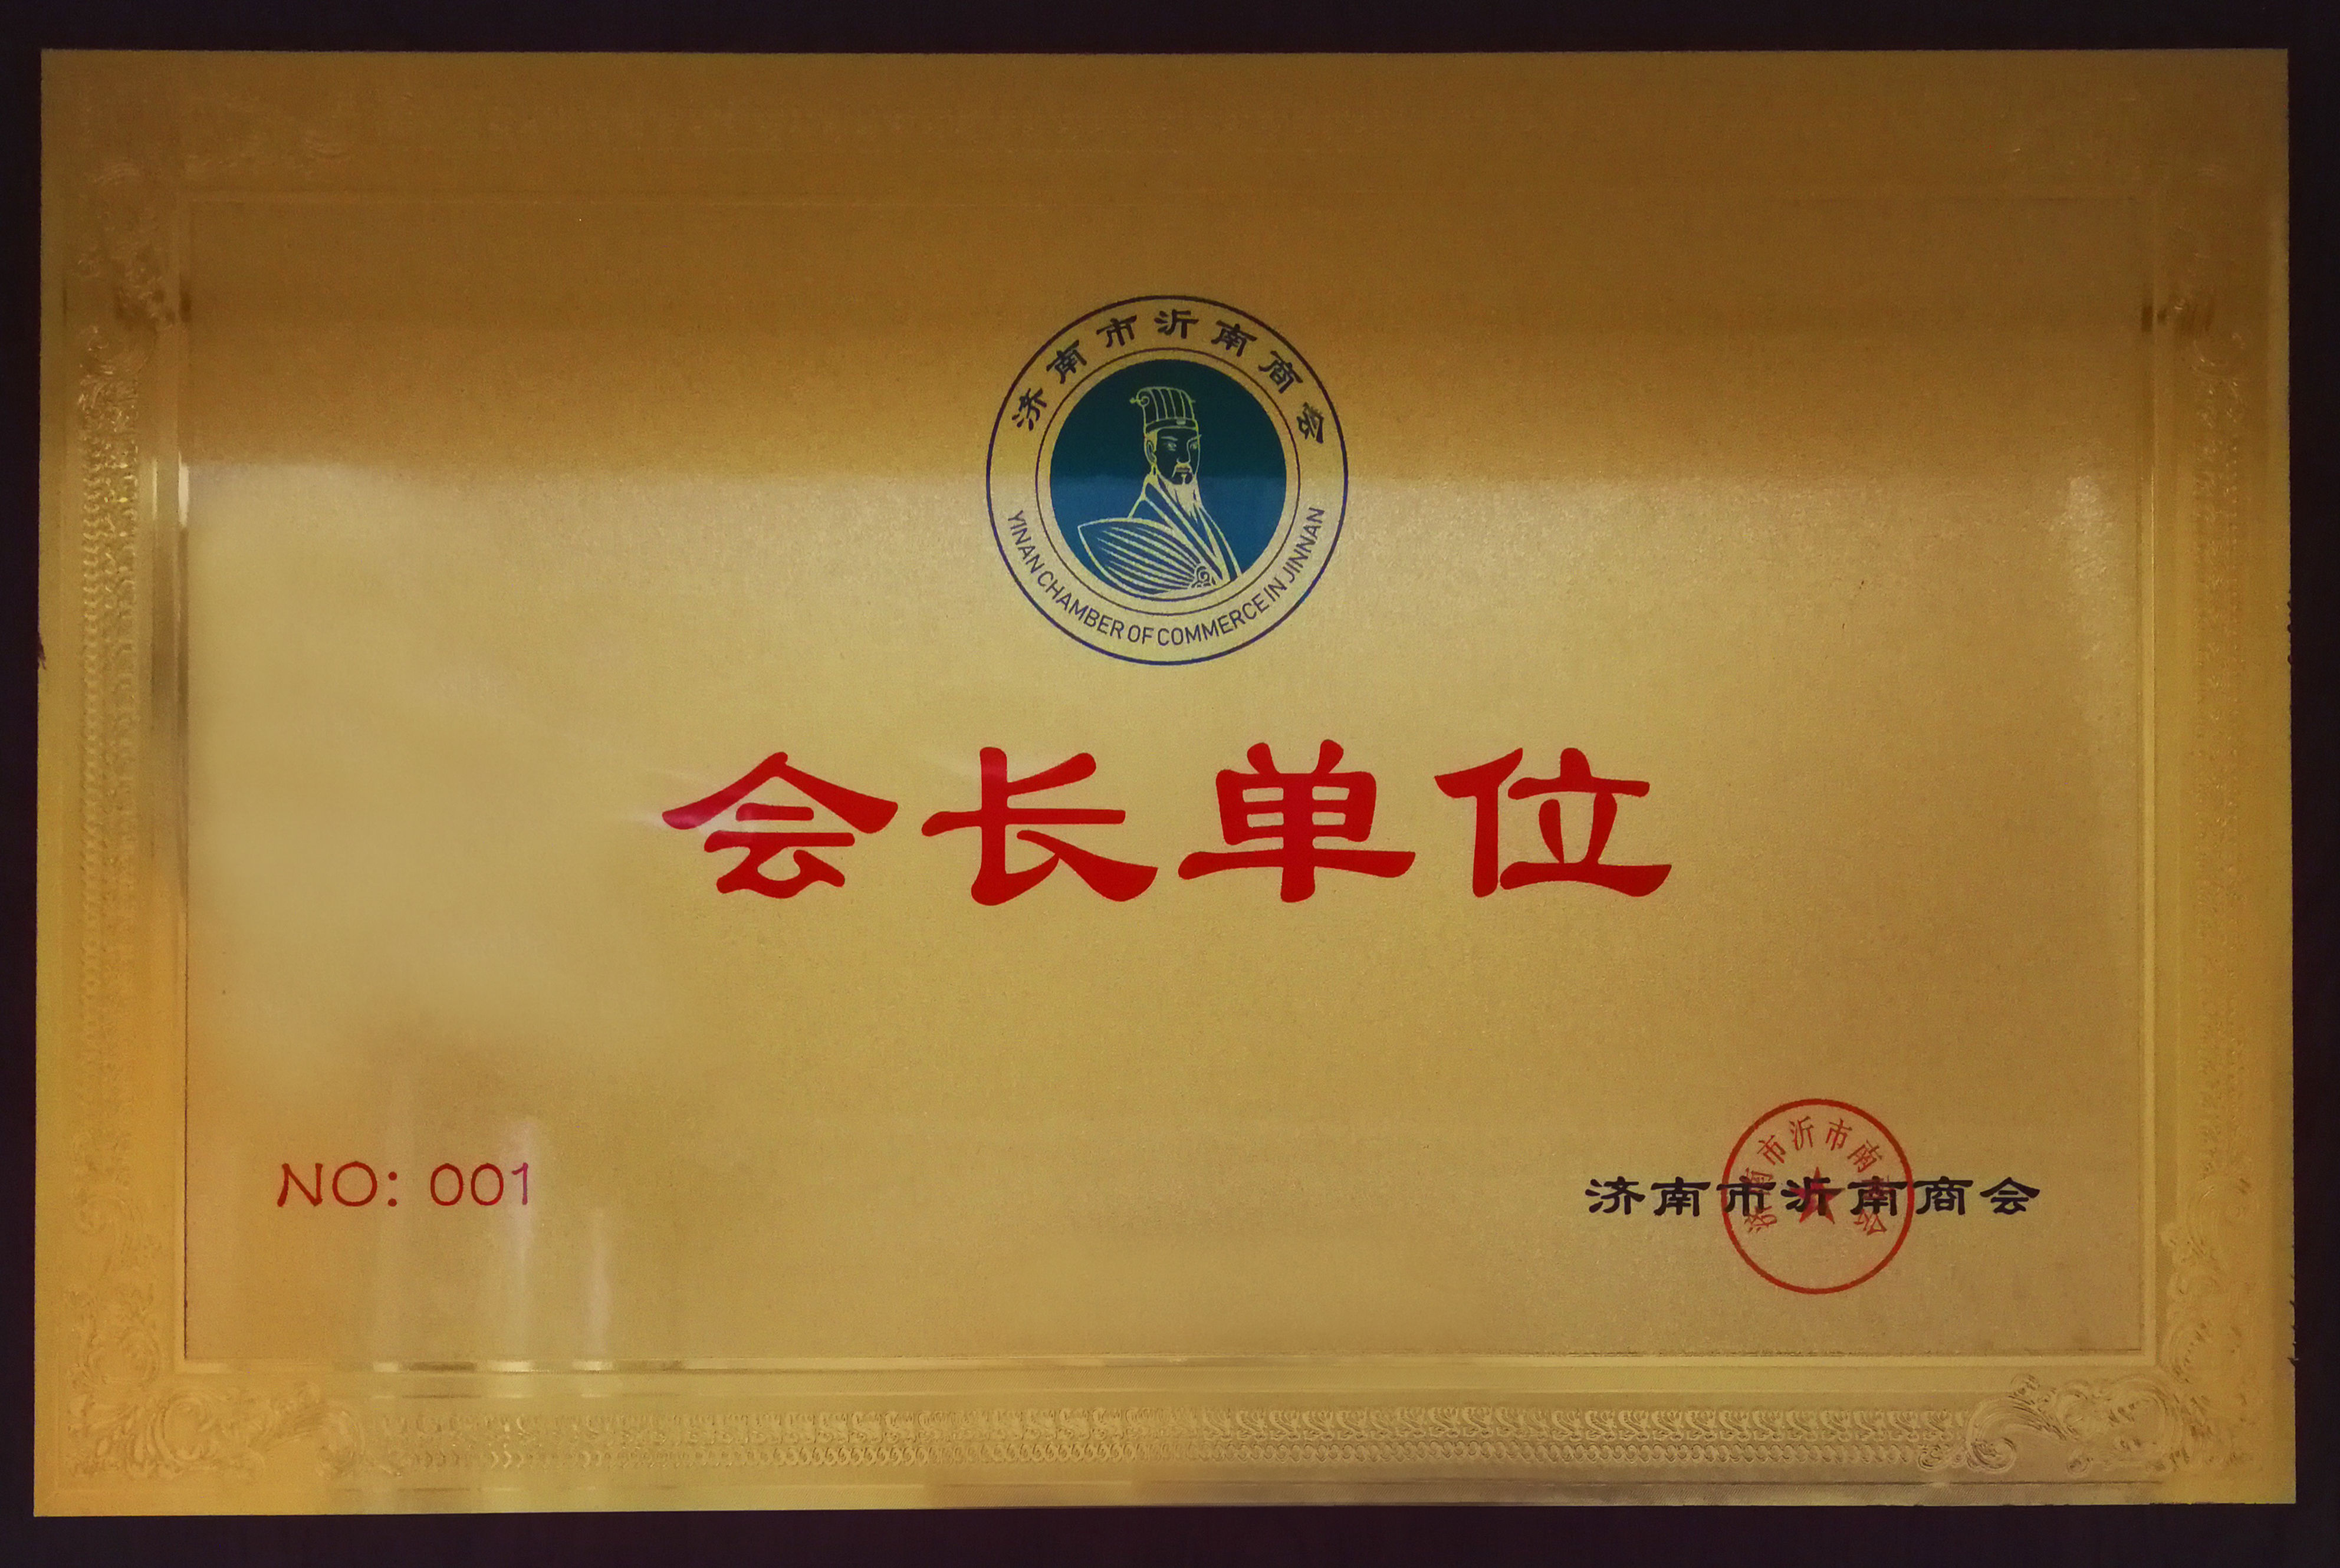 济南市沂南商会
YINAN CHAMBER OF COMMERCE IN JINNAN
会长单位
NO: 001
济南市沂南商会
济南市沂市南商会